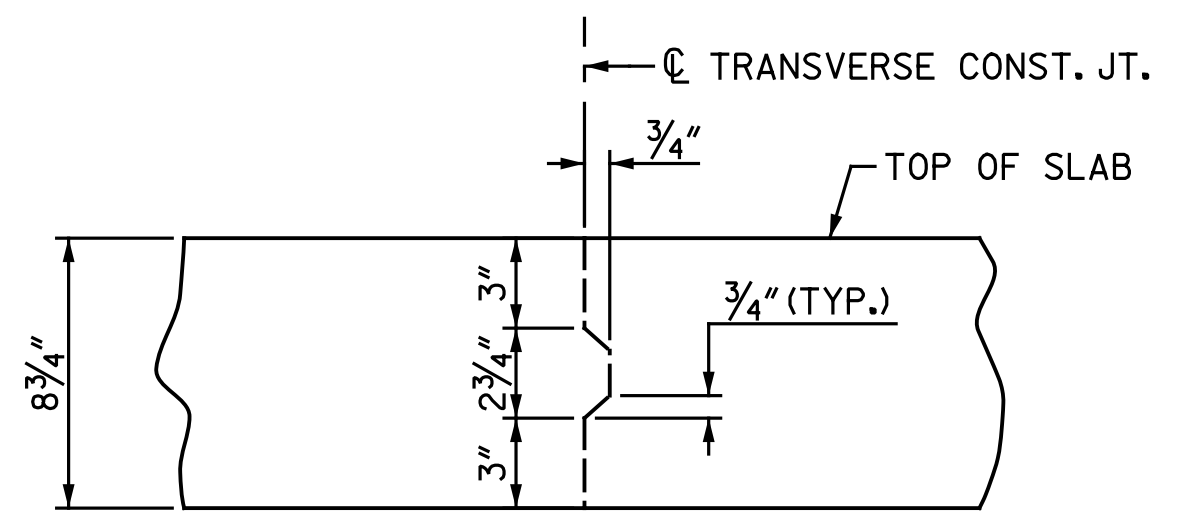 ℄ TRANSVERSE CONST. JT.
3/4"
TOP OF SLAB
3"
3/4" (TYP.)
8 3/4"
2 3/4"
3"